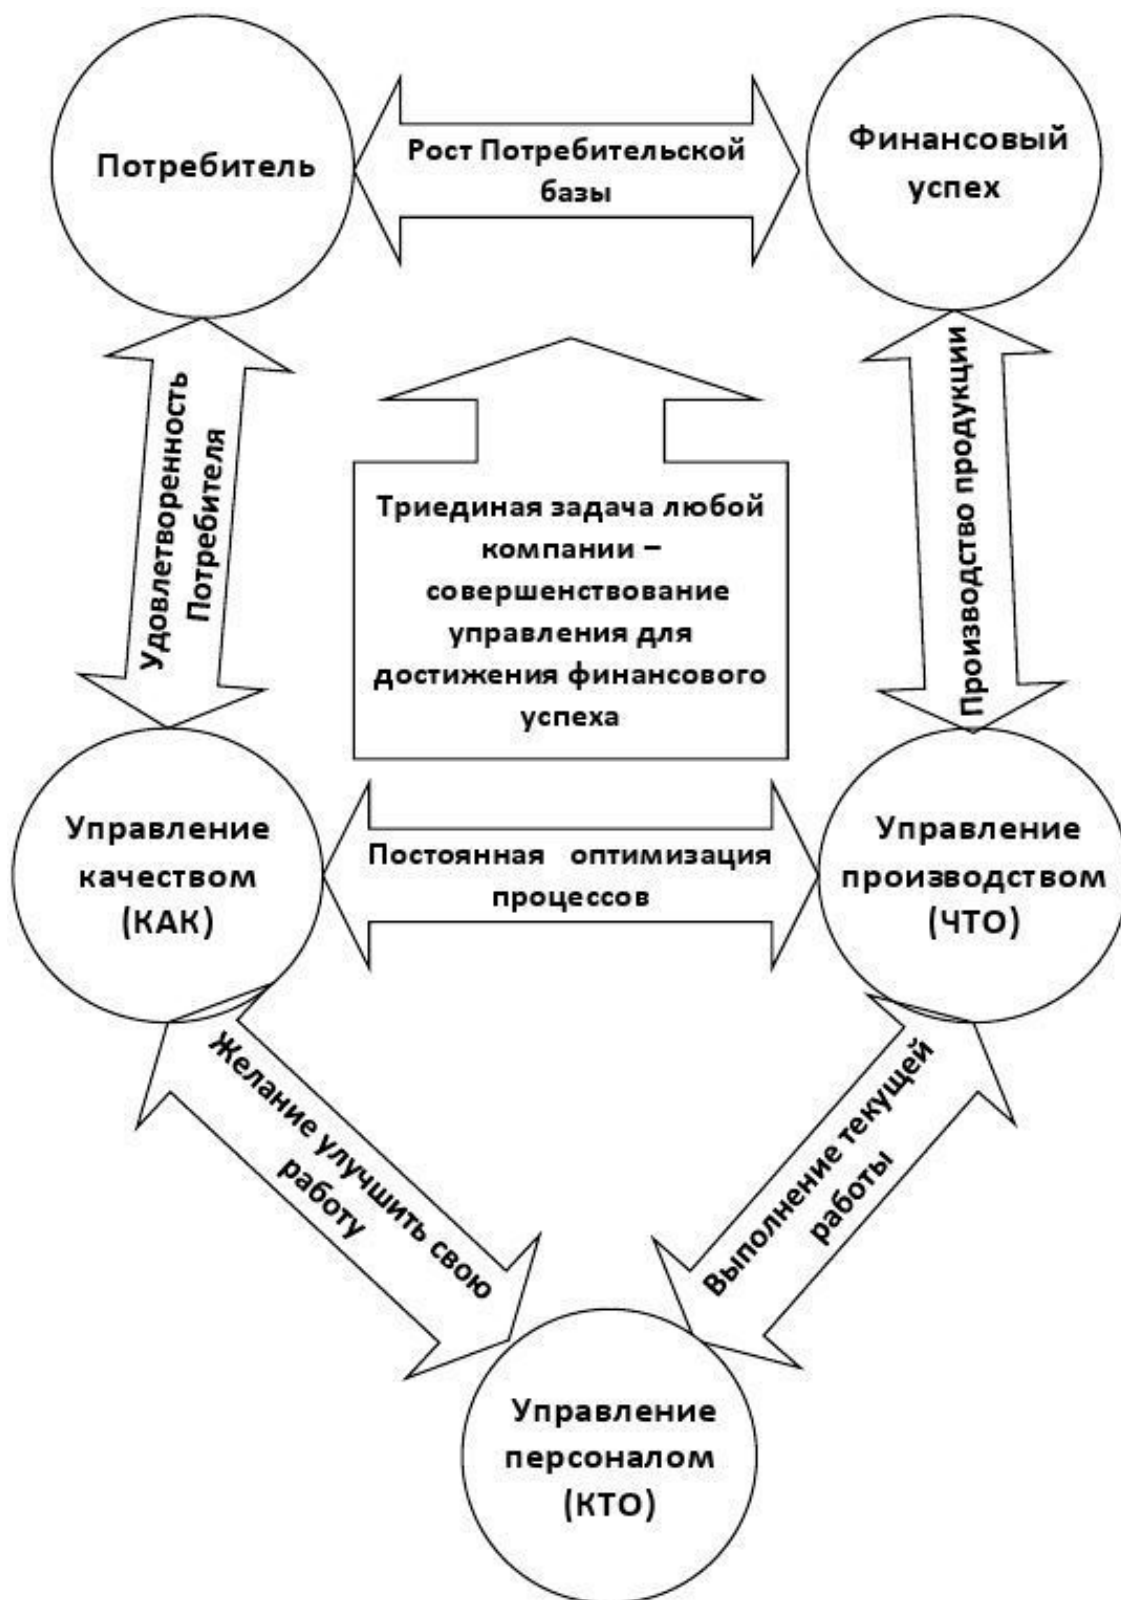 Потребитель
Рост Потребительской
базы
Финансовый
успех
Удовлетворенность
Потребителя
Производство продукции
Триединая задача любой
компании –
совершенствование
управления для
достижения финансового
успеха
Управление
качеством
(КАК)
Постоянная оптимизация
процессов
Управление
производством
(ЧТО)
Желание улучшить свою
работу
Выполнение текущей
работы
Управление
персоналом
(КТО)